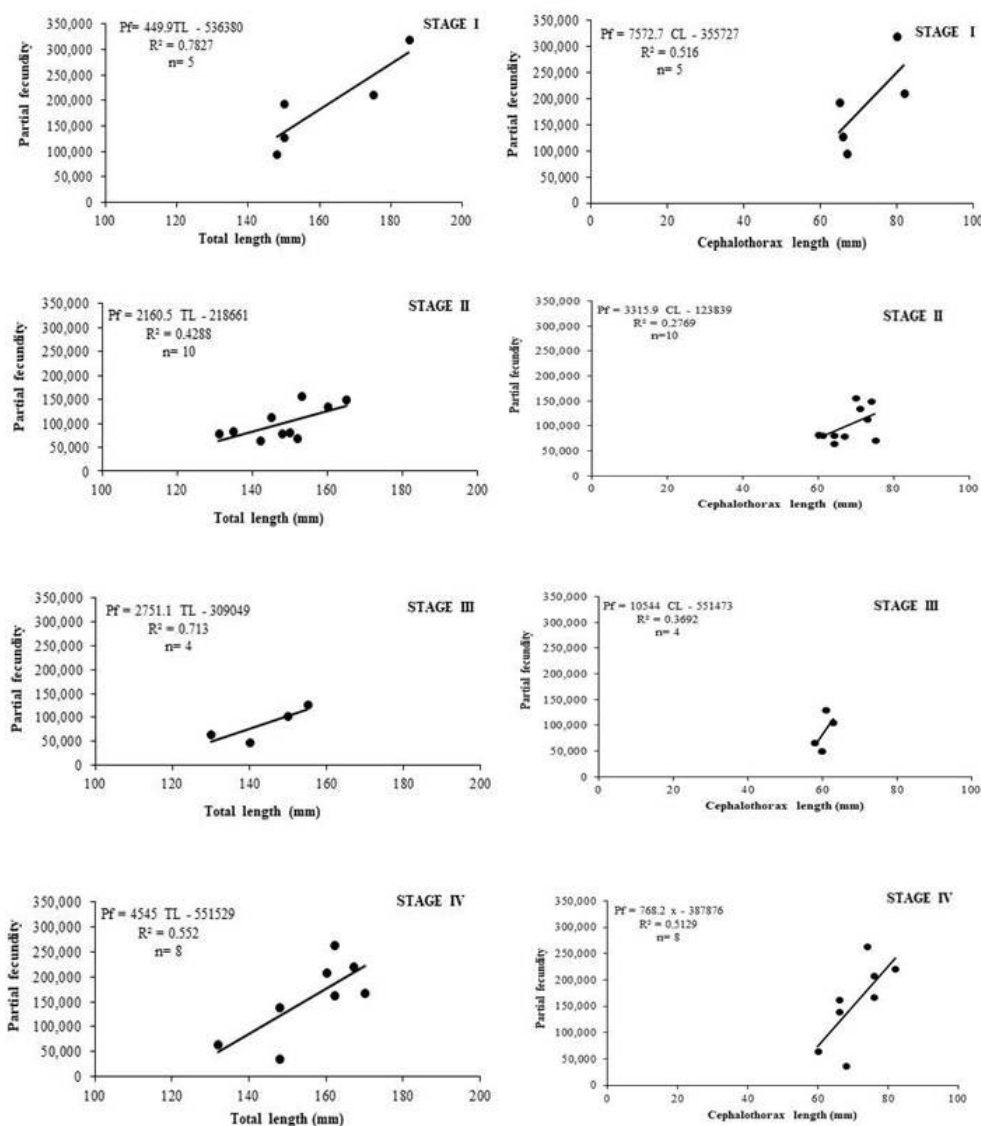 Pf= 449.9TL - 536380
R² = 0.7827
n= 5
STAGE I
Partial fecundity
350,000
300,000
250,000
200,000
150,000
100,000
50,000
0
100 120 140 160 180 200
Total length (mm)
Pf = 7572.7 CL - 355727
R² = 0.516
n= 5
STAGE I
Partial fecundity
350,000
300,000
250,000
200,000
150,000
100,000
50,000
0
0 20 40 60 80 100
Cephalothorax length (mm)
Pf = 2160.5 TL - 218661
R² = 0.4288
n= 10
STAGE II
Partial fecundity
350,000
300,000
250,000
200,000
150,000
100,000
50,000
0
100 120 140 160 180 200
Total length (mm)
Pf = 3315.9 CL - 123839
R² = 0.2769
n=10
STAGE II
Partial fecundity
350,000
300,000
250,000
200,000
150,000
100,000
50,000
0
0 20 40 60 80 100
Cephalothorax length (mm)
Pf = 2751.1 TL - 309049
R² = 0.713
n= 4
STAGE III
Partial fecundity
350,000
300,000
250,000
200,000
150,000
100,000
50,000
0
100 120 140 160 180 200
Total length (mm)
Pf = 10544 CL - 551473
R² = 0.3692
n= 4
STAGE III
Partial fecundity
350,000
300,000
250,000
200,000
150,000
100,000
50,000
0
0 20 40 60 80 100
Cephalothorax length (mm)
Pf = 4545 TL - 551529
R² = 0.552
n= 8
STAGE IV
Partial fecundity
350,000
300,000
250,000
200,000
150,000
100,000
50,000
0
100 120 140 160 180 200
Total length (mm)
Pf = 768.2 x - 387876
R² = 0.5129
n= 8
STAGE IV
Partial fecundity
350,000
300,000
250,000
200,000
150,000
100,000
50,000
0
0 20 40 60 80 100
Cephalothorax length (mm)